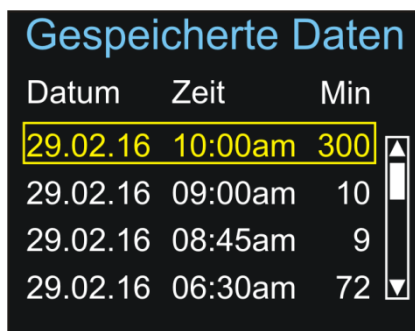 Gespeicherte Daten
Datum Zeit Min
29.02.16 10:00am 300
29.02.16 09:00am 10
29.02.16 08:45am 9
29.02.16 06:30am 72